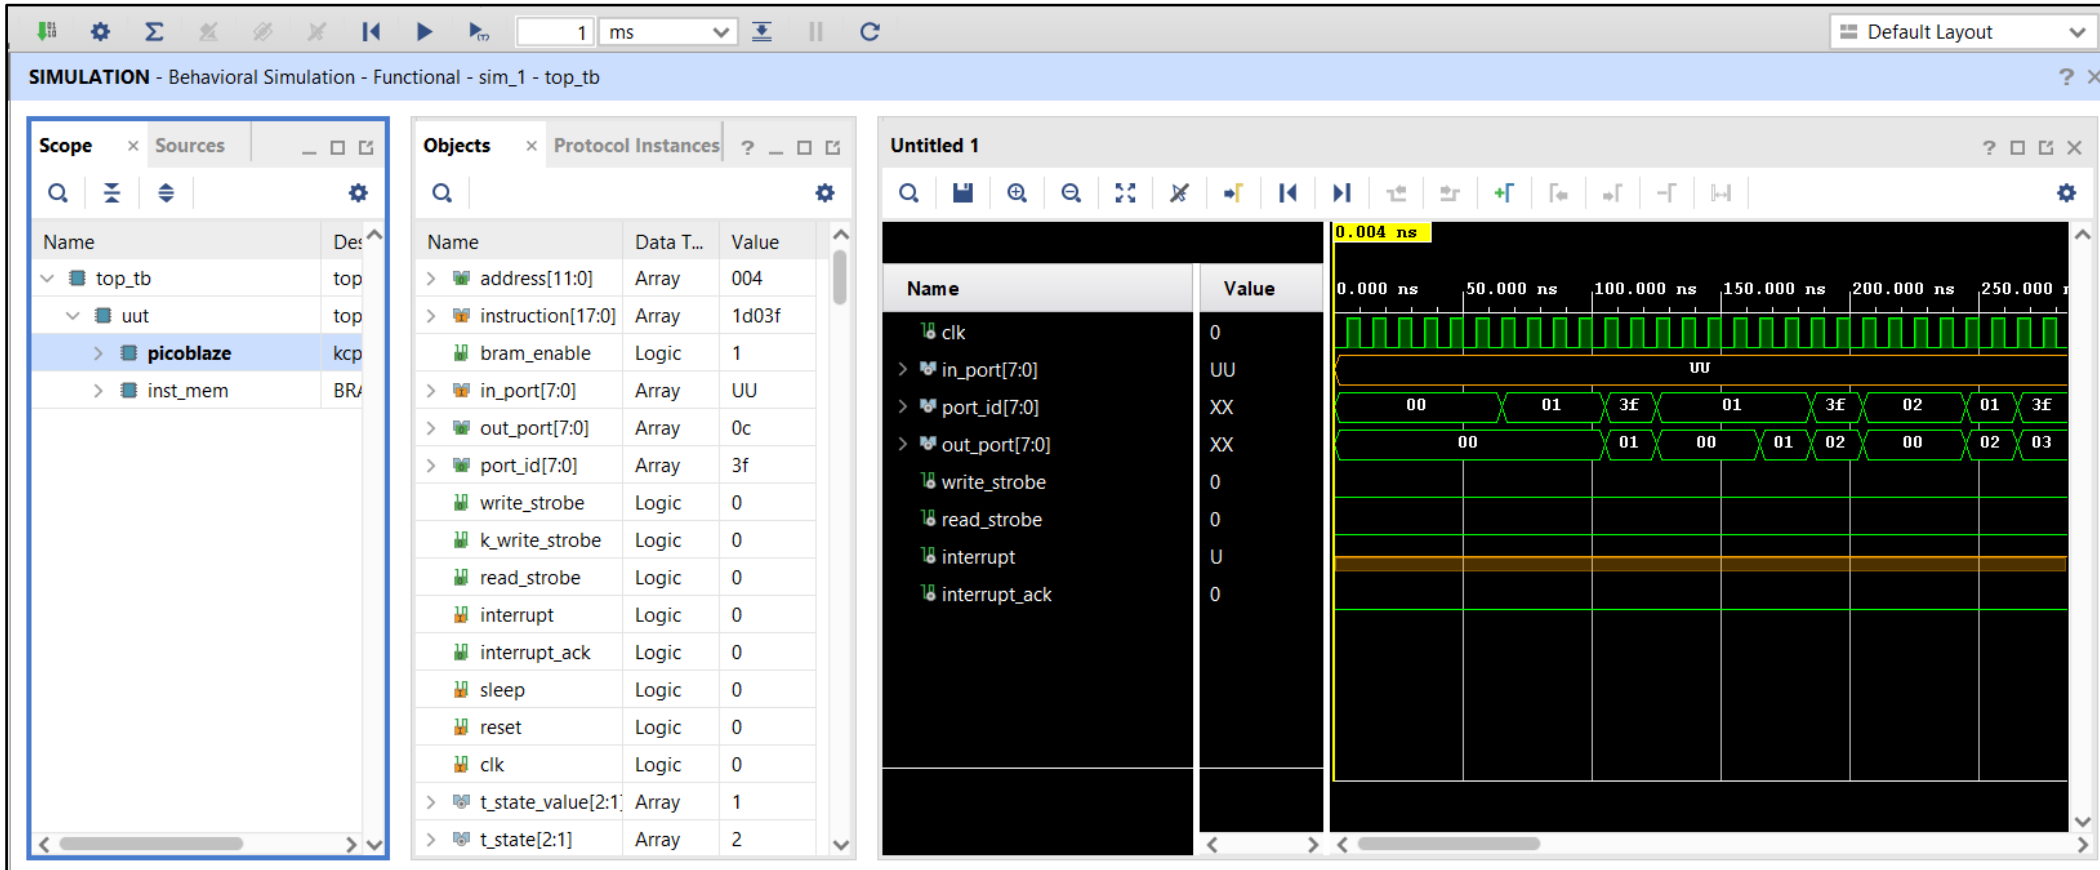 1 ms Default Layout
SIMULATION - Behavioral Simulation - Functional - sim_1 - top_tb ?
Scope Sources
Name Des
top_tb top
uut top
picoblaze kcp
inst_mem BRA
Objects Protocol Instances ?
Name Data T... Value
address[11:0] Array 004
instruction[17:0] Array 1d03f
bram_enable Logic 1
in_port[7:0] Array UU
out_port[7:0] Array 0c
port_id[7:0] Array 3f
write_strobe Logic 0
k_write_strobe Logic 0
read_strobe Logic 0
interrupt Logic 0
interrupt_ack Logic 0
sleep Logic 0
reset Logic 0
clk Logic 0
t_state_value[2:1] Array 1
t_state[2:1] Array 2
Untitled 1 ?
0.004 ns
Name Value 0.000 ns 50.000 ns 100.000 ns 150.000 ns 200.000 ns 250.000
clk 0
in_port[7:0] UU UU
port_id[7:0] XX 00 01 3f 01 3f 02 01 3f
out_port[7:0] XX 00 01 00 01 02 00 02 03
write_strobe 0
read_strobe 0
interrupt U
interrupt_ack 0